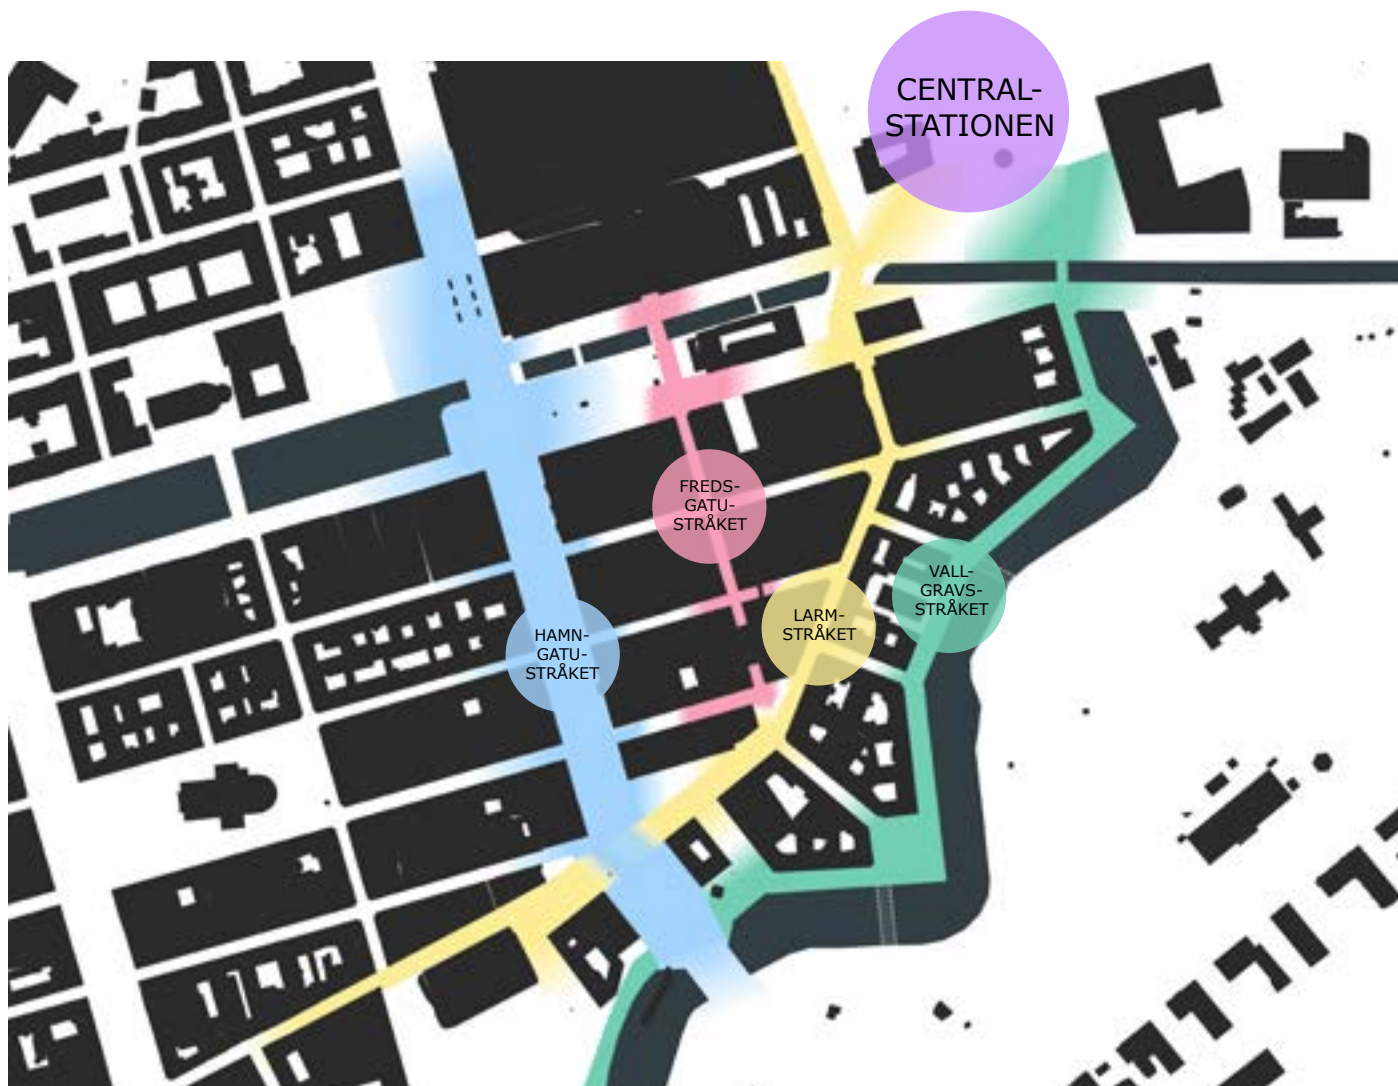 CENTRAL-
STATIONEN
FREDS-
GATU-
STRÅKET
VALL-
GRAVS-
STRÅKET
LARM-
STRÅKET
HAMN-
GATU-
STRÅKET